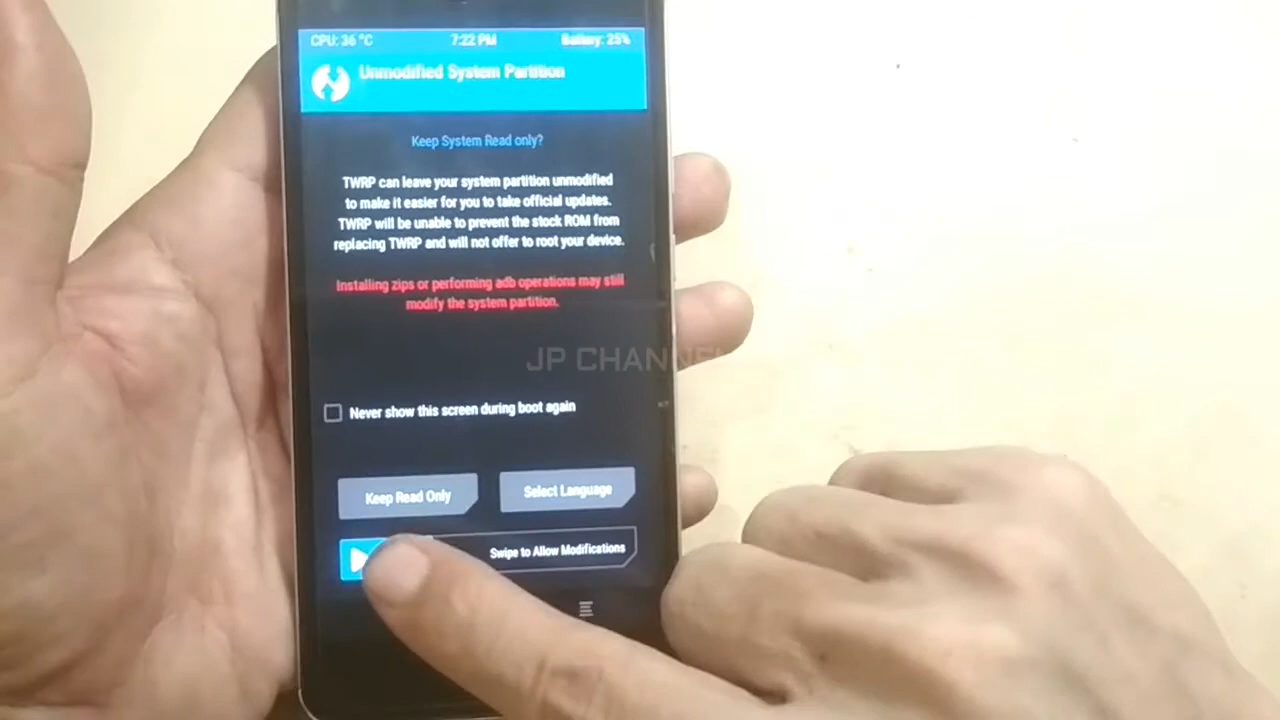 CPU: 36 °C 7:22 PM Battery: 25%
Unmodified System Partition
Keep System Read only?
TWRP can leave your system partition unmodified
to make it easier for you to take official updates.
TWRP will be unable to prevent the stock ROM from
replacing TWRP and will not offer to root your device.
Installing zips or performing adb operations may still
modify the system partition.
JP CHANNEL
Never show this screen during boot again
Keep Read Only
Select Language
Swipe to Allow Modifications